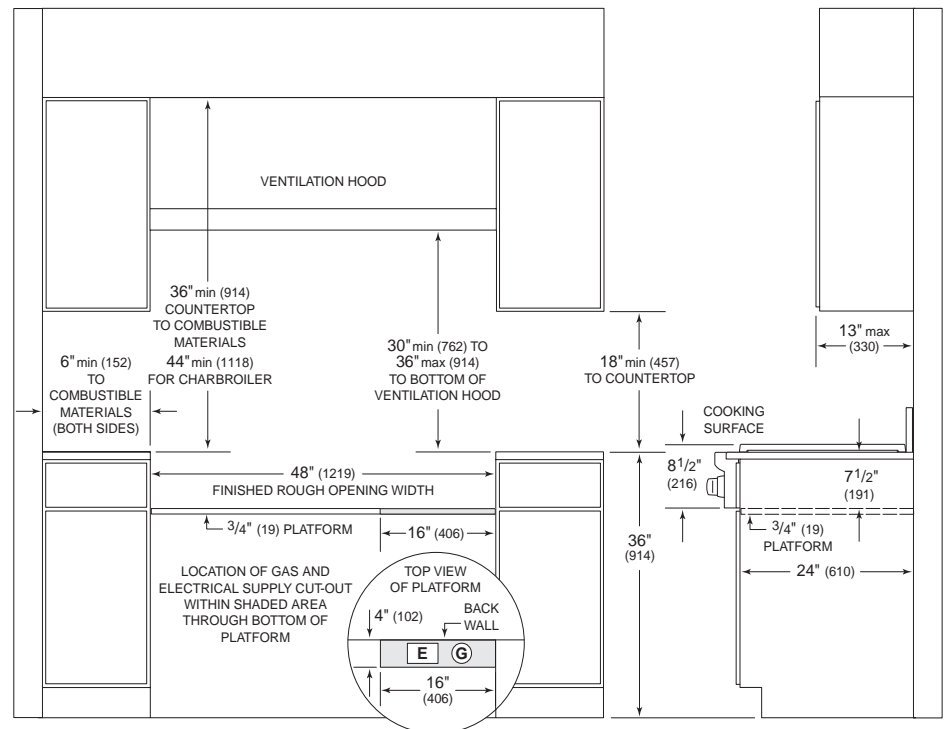 VENTILATION HOOD
36" min (914)
COUNTERTOP
TO COMBUSTIBLE
MATERIALS
44" min (1118)
FOR CHARBROILER
6" min (152)
TO
COMBUSTIBLE
MATERIALS
(BOTH SIDES)
30" min (762) TO
36" max (914)
TO BOTTOM OF
VENTILATION HOOD
18" min (457)
TO COUNTERTOP
13" max
(330)
COOKING
SURFACE
8 1/2"
(216)
7 1/2"
(191)
48" (1219)
FINISHED ROUGH OPENING WIDTH
3/4" (19) PLATFORM
16" (406)
36"
(914)
3/4" (19)
PLATFORM
24" (610)
LOCATION OF GAS AND
ELECTRICAL SUPPLY CUT-OUT
WITHIN SHADED AREA
THROUGH BOTTOM OF
PLATFORM
TOP VIEW
OF PLATFORM
4" (102)
BACK
WALL
E G
16"
(406)